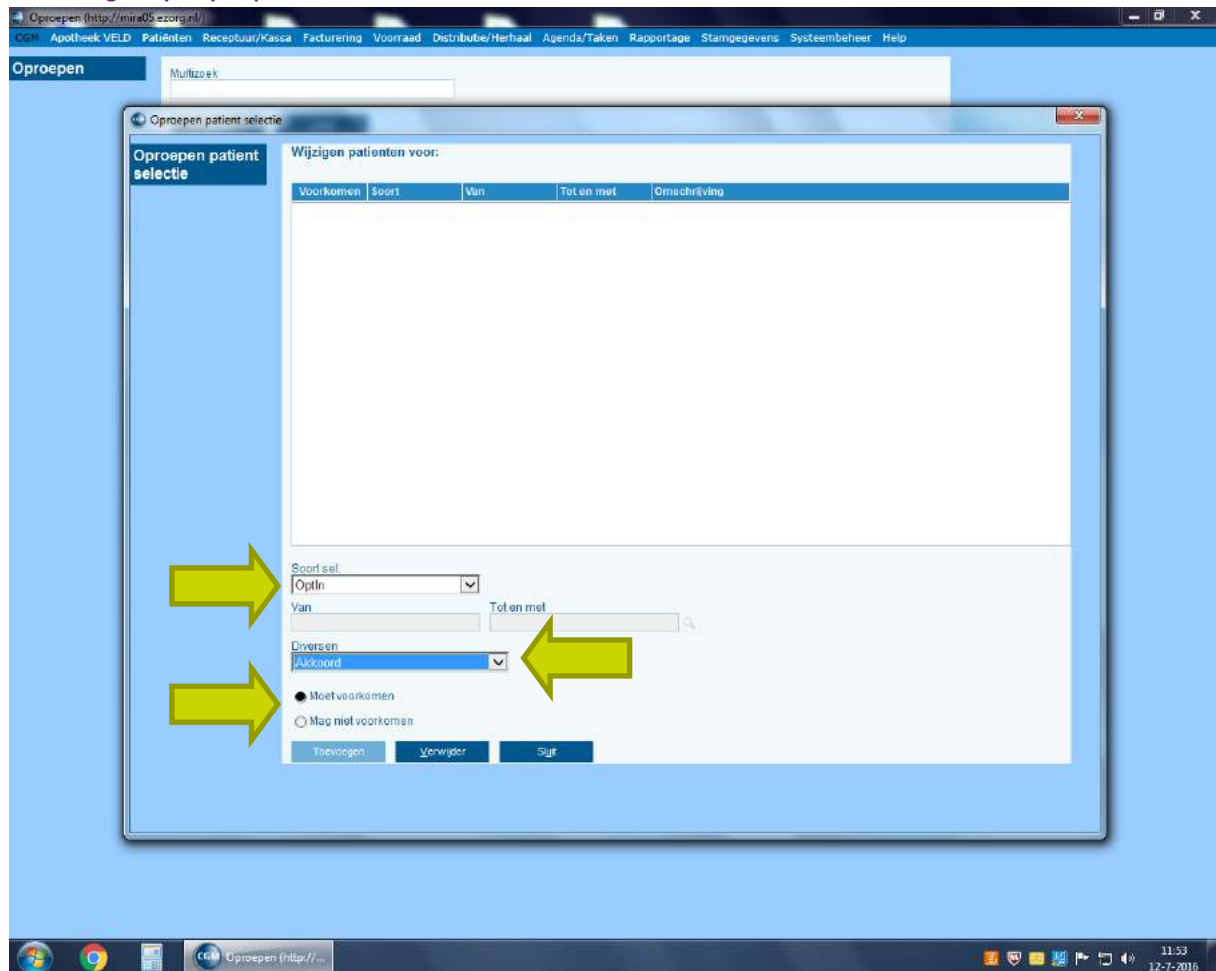 Oproepen (http://mira05.ezorg.nl/)
CGM Apotheek VELD Patiënten Receptuur/Kassa Facturering Voorraad Distributie/Herhaal Agenda/Taken Rapportage Stamgegevens Systeembeheer Help
Oproepen
Multizoek
Oproepen patient selectie
Oproepen patient
selectie
Wijzigen patienten voor:
Voorkomen Soort Van Tot en met Omschrijving
Soort sel.
OptIn
Van Tot en met
Diversen
Akkoord
Moet voorkomen
Mag niet voorkomen
Toevoegen Verwijder Sluit
CGM Oproepen (http://...
11:53
12-7-2016